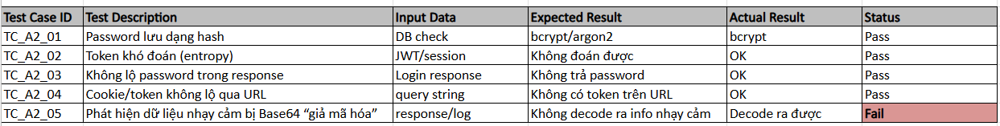 Test Case ID Test Description Input Data Expected Result Actual Result Status
TC_A2_01 Password lưu dạng hash DB check bcrypt/argon2 bcrypt Pass
TC_A2_02 Token khó đoán (entropy) JWT/session Không đoán được OK Pass
TC_A2_03 Không lộ password trong response Login response Không trả password OK Pass
TC_A2_04 Cookie/token không lộ qua URL query string Không có token trên URL OK Pass
TC_A2_05 Phát hiện dữ liệu nhạy cảm bị Base64 “giả mã hóa” response/log Không decode ra info nhạy cảm Decode ra được Fail